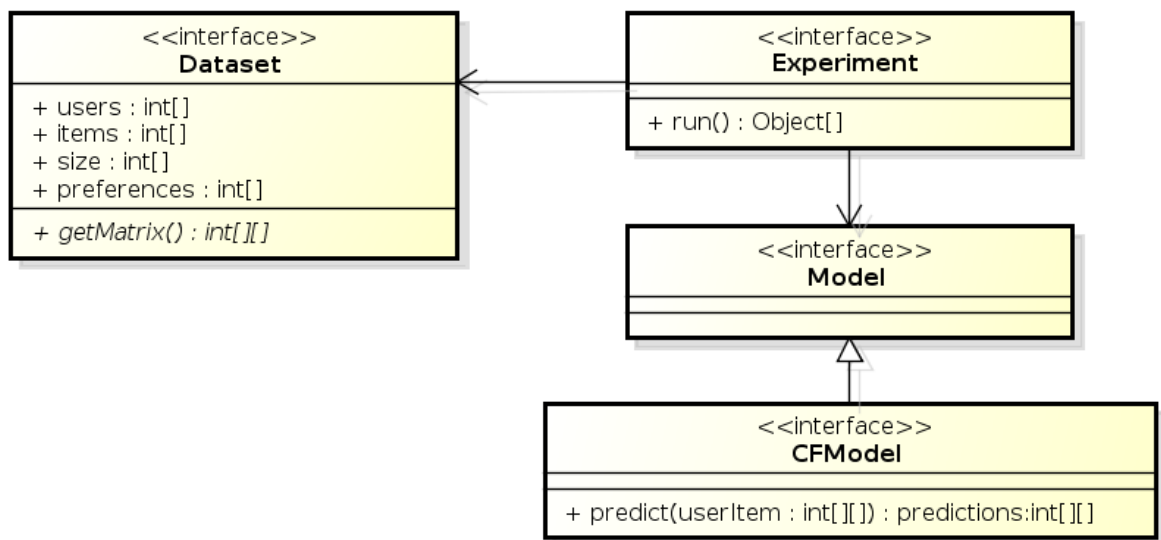 <<interface>>
Dataset
+ users : int[]
+ items : int[]
+ size : int[]
+ preferences : int[]
+ getMatrix() : int[][]
<<interface>>
Experiment
+ run() : Object[]
<<interface>>
Model
<<interface>>
CFModel
+ predict(userItem : int[][]) : predictions:int[][]